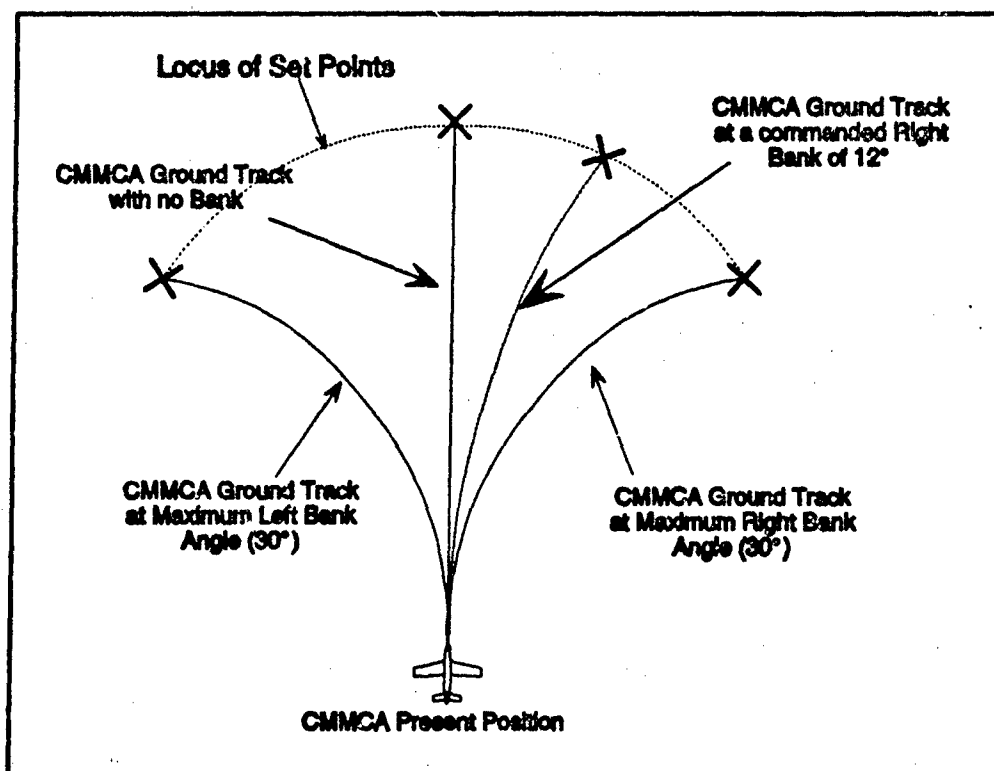 Locus of Set Points
CMMCA Ground Track
at a commanded Right
Bank of 12°
CMMCA Ground Track
with no Bank
CMMCA Ground Track
at Maximum Left Bank
Angle (30°)
CMMCA Ground Track
at Maximum Right Bank
Angle (30°)
CMMCA Present Position